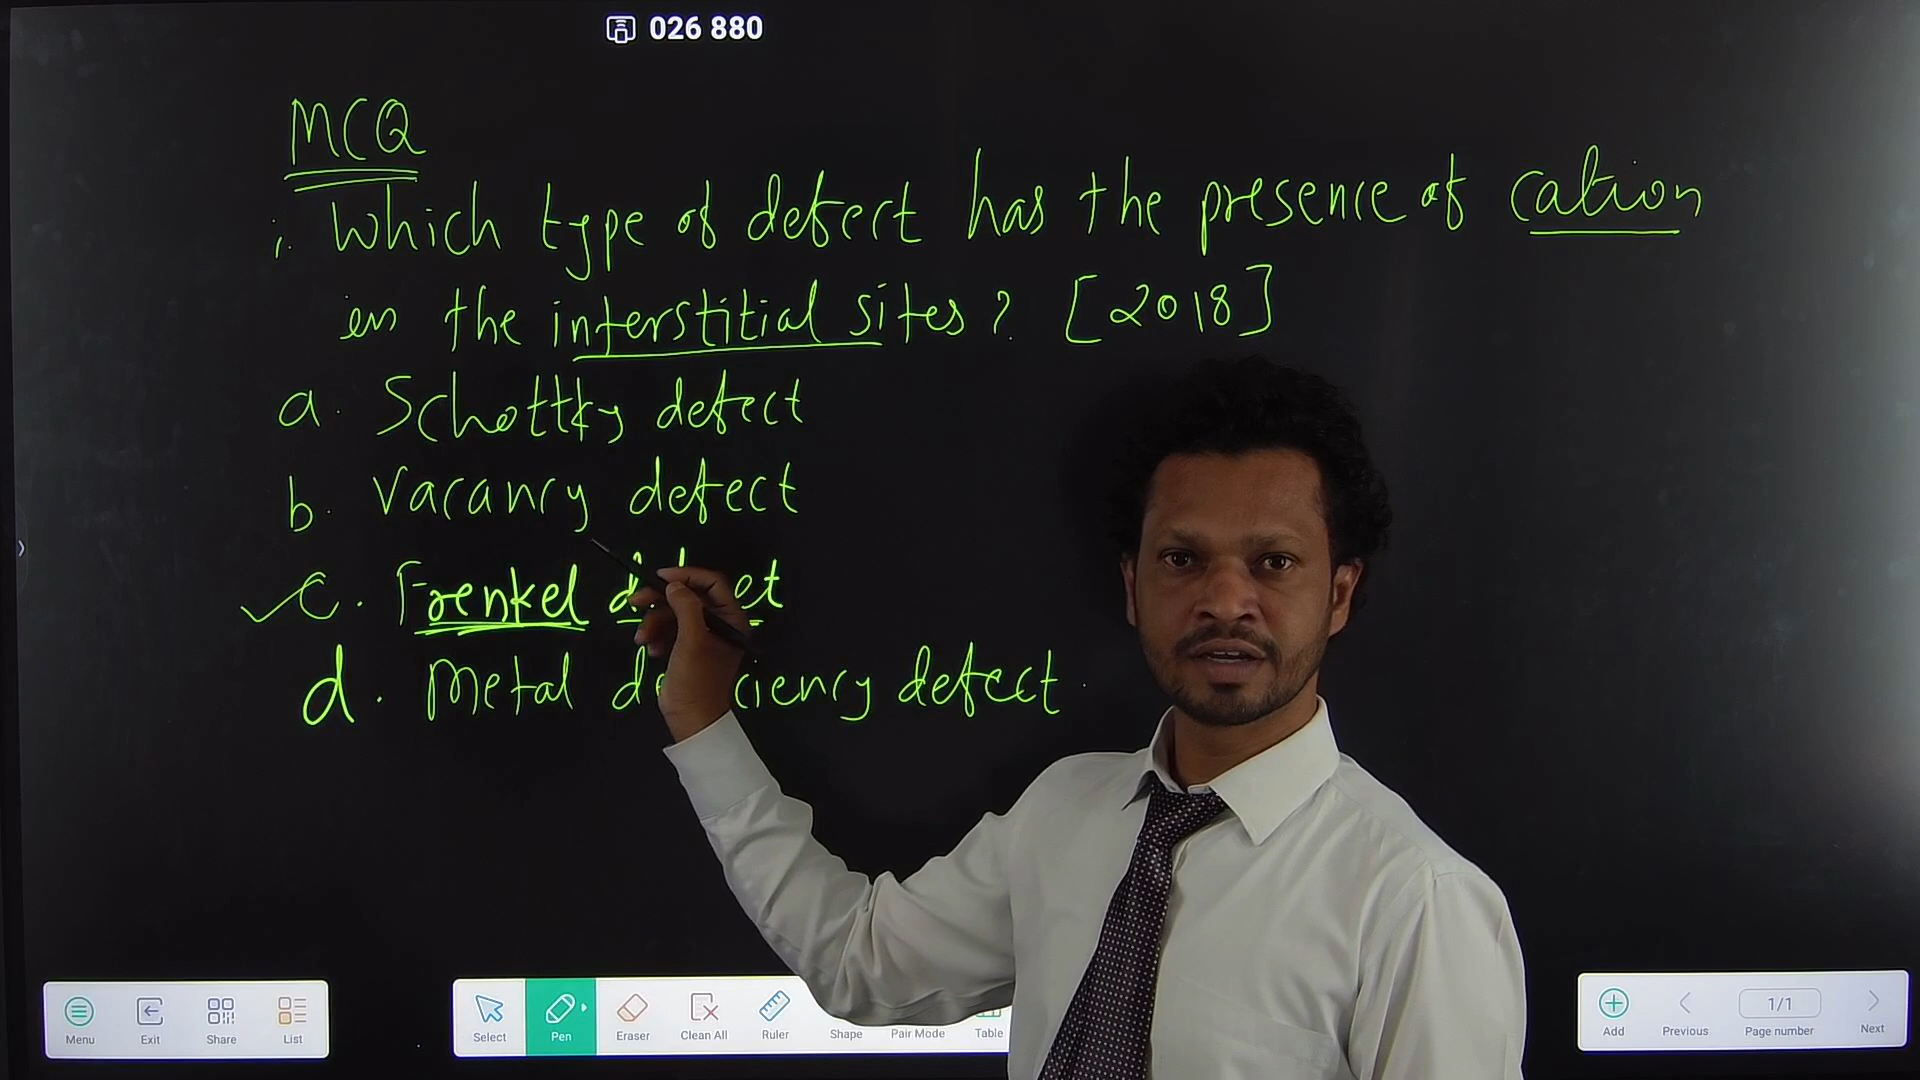 026 880
MCQ
i. Which type of defect has the presence of cation
in the interstitial sites? [2018]
a. Schottky defect
b. Vacancy defect
c. Frenkel
d. Metal defect
Menu Exit Share List
Select Pen Eraser Clean All Ruler Shape Pair Mode Table
Add Previous 1/1 Page number Next